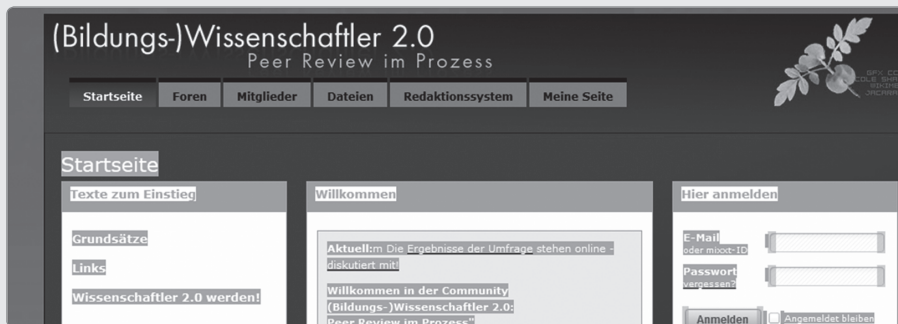 (Bildungs-)Wissenschaftler 2.0
Peer Review im Prozess
Startseite Foren Mitglieder Dateien Redaktionssystem Meine Seite
Startseite
Texte zum Einstieg
Grundsätze
Links
Wissenschaftler 2.0 werden!
Willkommen
Aktuell:m Die Ergebnisse der Umfrage stehen online -
diskutiert mit!
Willkommen in der Community
(Bildungs-)Wissenschaftler 2.0:
Peer Review im Prozess"
Hier anmelden
E-Mail
oder mixxt-ID
Passwort
vergessen?
Anmelden Angemeldet bleiben